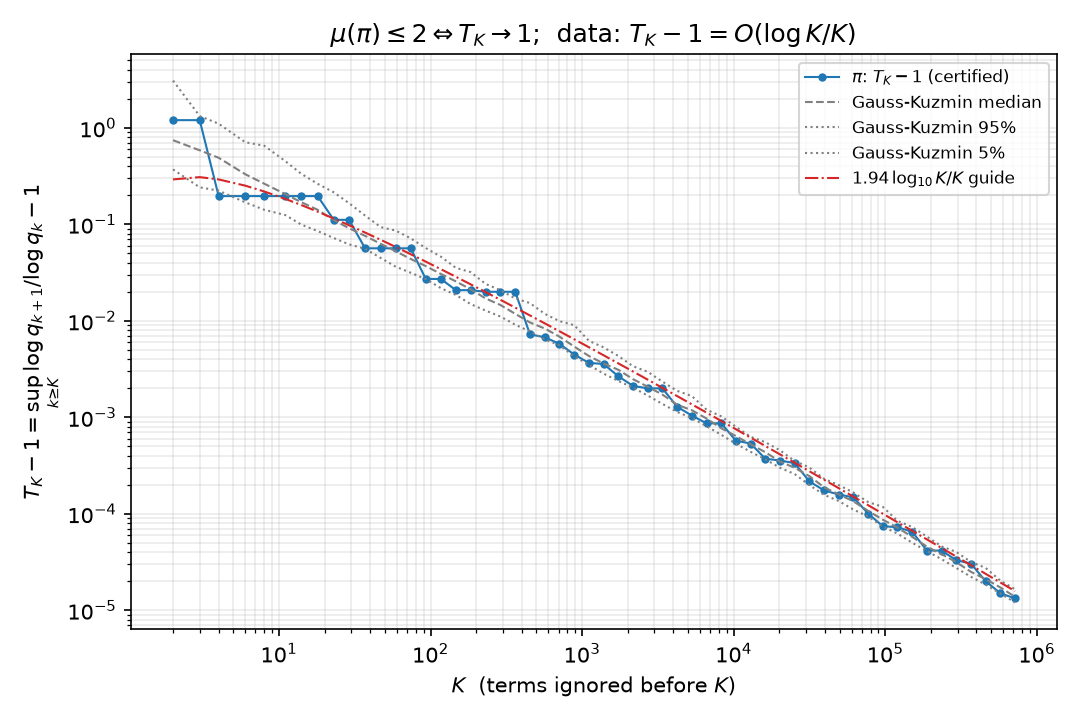 μ(π) ≤ 2 ⇔ T_K → 1;  data: T_K − 1 = O(log K/K)
π: T_K − 1 (certified)
Gauss-Kuzmin median
Gauss-Kuzmin 95%
Gauss-Kuzmin 5%
1.94 log₁₀ K/K guide
T_K − 1 = sup_{k≥K} log q_{k+1}/log q_k − 1
10⁰
10⁻¹
10⁻²
10⁻³
10⁻⁴
10⁻⁵
10¹ 10² 10³ 10⁴ 10⁵ 10⁶
K (terms ignored before K)